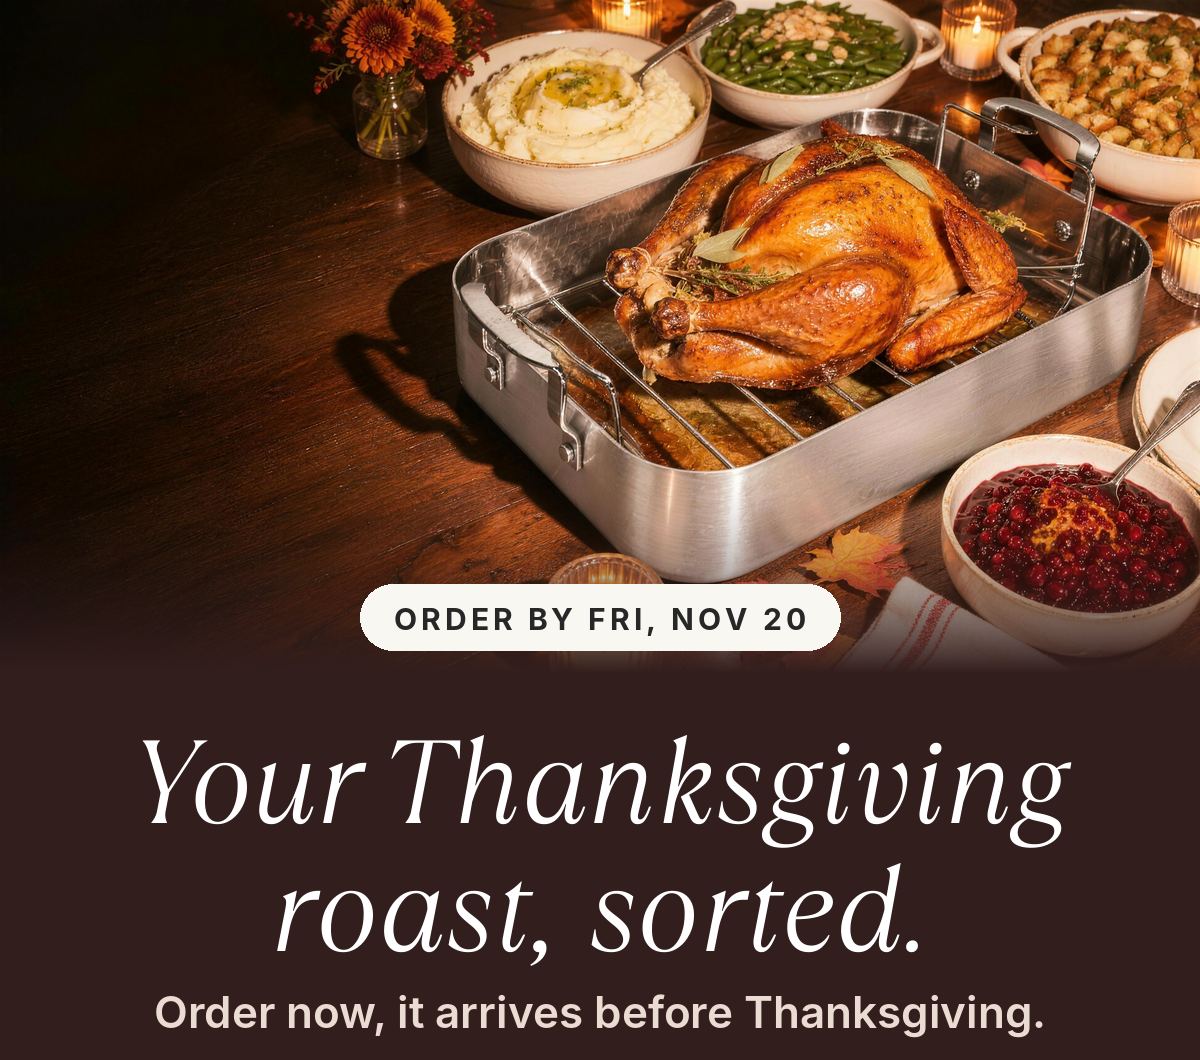 ORDER BY FRI, NOV 20
Your Thanksgiving
roast, sorted.
Order now, it arrives before Thanksgiving.